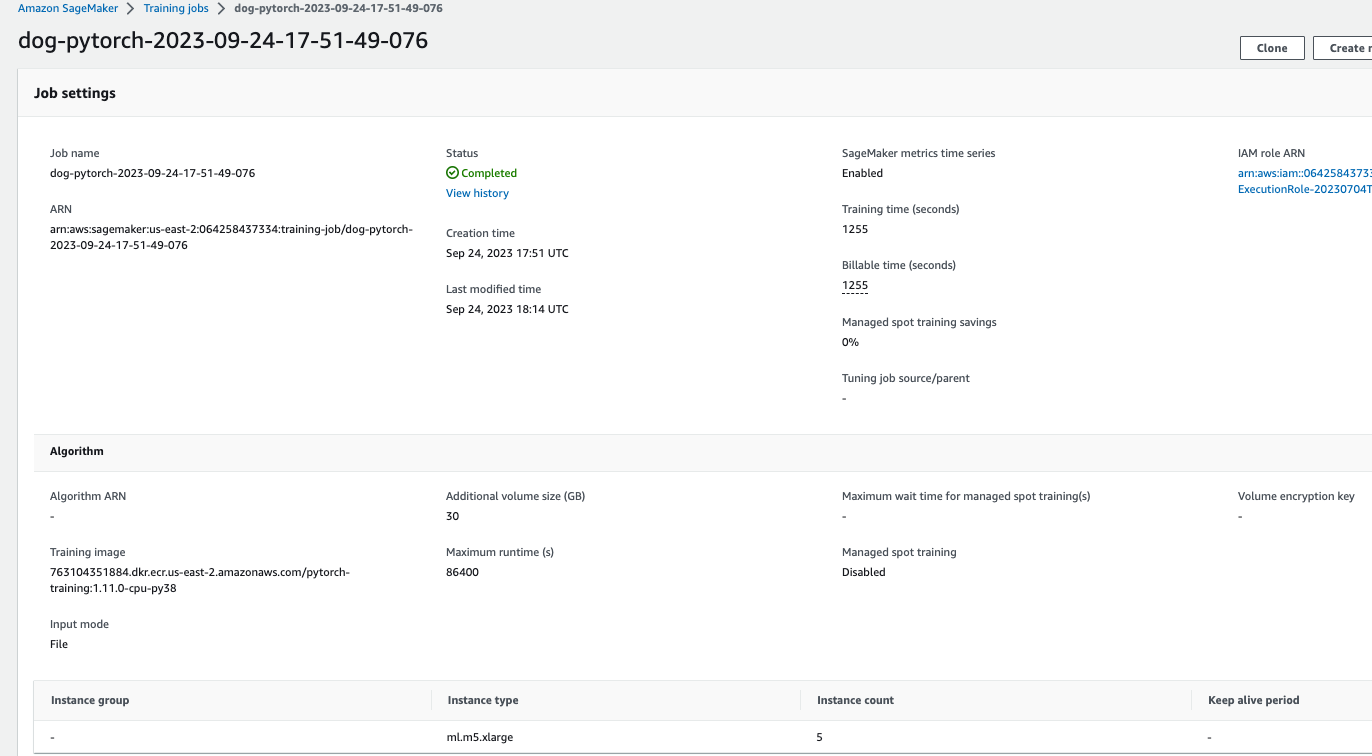 Amazon SageMaker > Training jobs > dog-pytorch-2023-09-24-17-51-49-076
dog-pytorch-2023-09-24-17-51-49-076
Clone
Create
Job settings
Job name
dog-pytorch-2023-09-24-17-51-49-076
ARN
arn:aws:sagemaker:us-east-2:064258437334:training-job/dog-pytorch-
2023-09-24-17-51-49-076
Status
Completed
View history
Creation time
Sep 24, 2023 17:51 UTC
Last modified time
Sep 24, 2023 18:14 UTC
SageMaker metrics time series
Enabled
Training time (seconds)
1255
Billable time (seconds)
1255
Managed spot training savings
0%
Tuning job source/parent
-
IAM role ARN
arn:aws:iam::06425843733
ExecutionRole-20230704T
Algorithm
Algorithm ARN
-
Training image
763104351884.dkr.ecr.us-east-2.amazonaws.com/pytorch-
training:1.11.0-cpu-py38
Input mode
File
Additional volume size (GB)
30
Maximum runtime (s)
86400
Maximum wait time for managed spot training(s)
-
Managed spot training
Disabled
Volume encryption key
-
Instance group Instance type Instance count Keep alive period
- ml.m5.xlarge 5 -